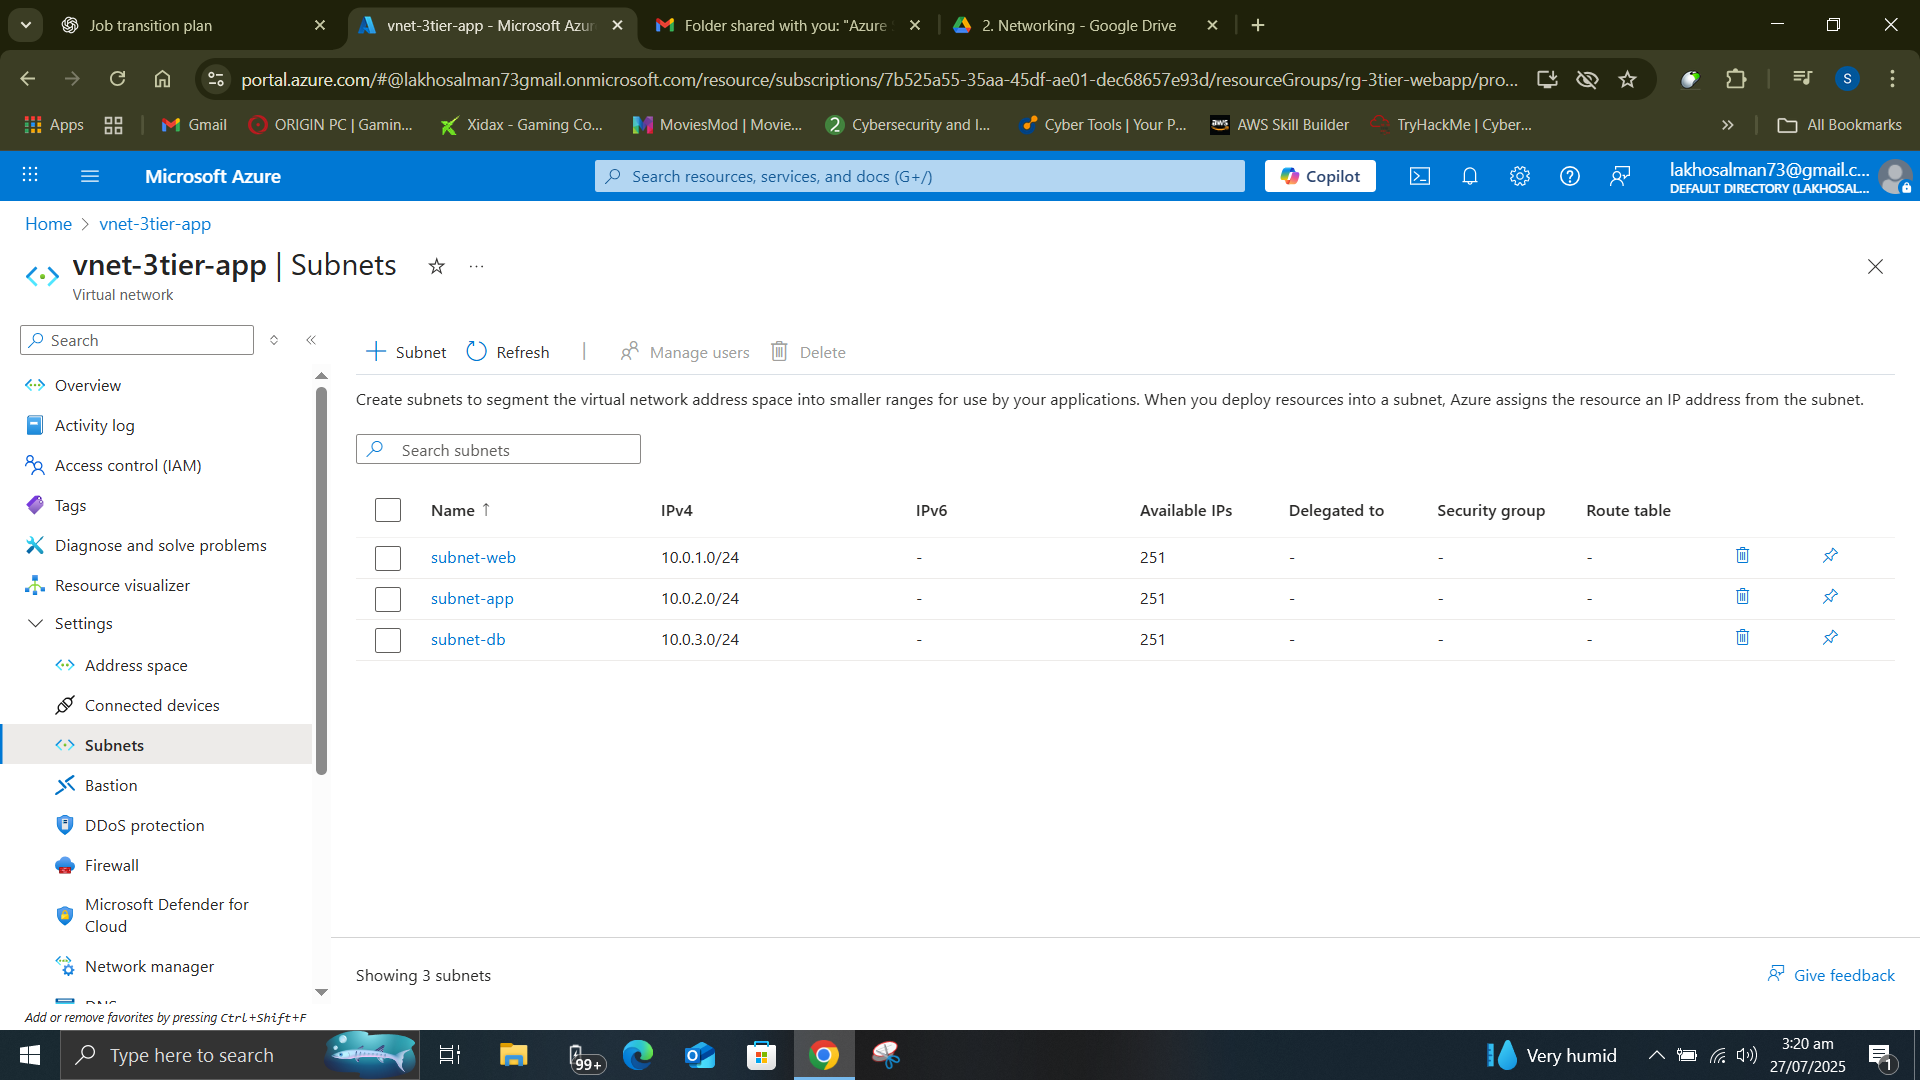 Job transition plan
vnet-3tier-app - Microsoft Azur
Folder shared with you: "Azure
2. Networking - Google Drive
portal.azure.com/#@lakhosalman73gmail.onmicrosoft.com/resource/subscriptions/7b525a55-35aa-45df-ae01-dec68657e93d/resourceGroups/rg-3tier-webapp/pro...
S
Apps
Gmail
ORIGIN PC | Gamin...
Xidax - Gaming Co...
MoviesMod | Movie...
Cybersecurity and I...
Cyber Tools | Your P...
aws
AWS Skill Builder
TryHackMe | Cyber...
All Bookmarks
Microsoft Azure
Search resources, services, and docs (G+/)
Copilot
lakhosalman73@gmail.c...
DEFAULT DIRECTORY (LAKHOSAL...
Home > vnet-3tier-app
vnet-3tier-app | Subnets
Virtual network
Search
Overview
Activity log
Access control (IAM)
Tags
Diagnose and solve problems
Resource visualizer
Settings
Address space
Connected devices
Subnets
Bastion
DDoS protection
Firewall
Microsoft Defender for
Cloud
Network manager
DNS
Add or remove favorites by pressing Ctrl+Shift+F
+ Subnet Refresh | Manage users Delete
Create subnets to segment the virtual network address space into smaller ranges for use by your applications. When you deploy resources into a subnet, Azure assigns the resource an IP address from the subnet.
Search subnets
Name ↑ IPv4 IPv6 Available IPs Delegated to Security group Route table
subnet-web 10.0.1.0/24 - 251 - - -
subnet-app 10.0.2.0/24 - 251 - - -
subnet-db 10.0.3.0/24 - 251 - - -
Showing 3 subnets
Give feedback
Type here to search
99+
Very humid
3:20 am
27/07/2025
1